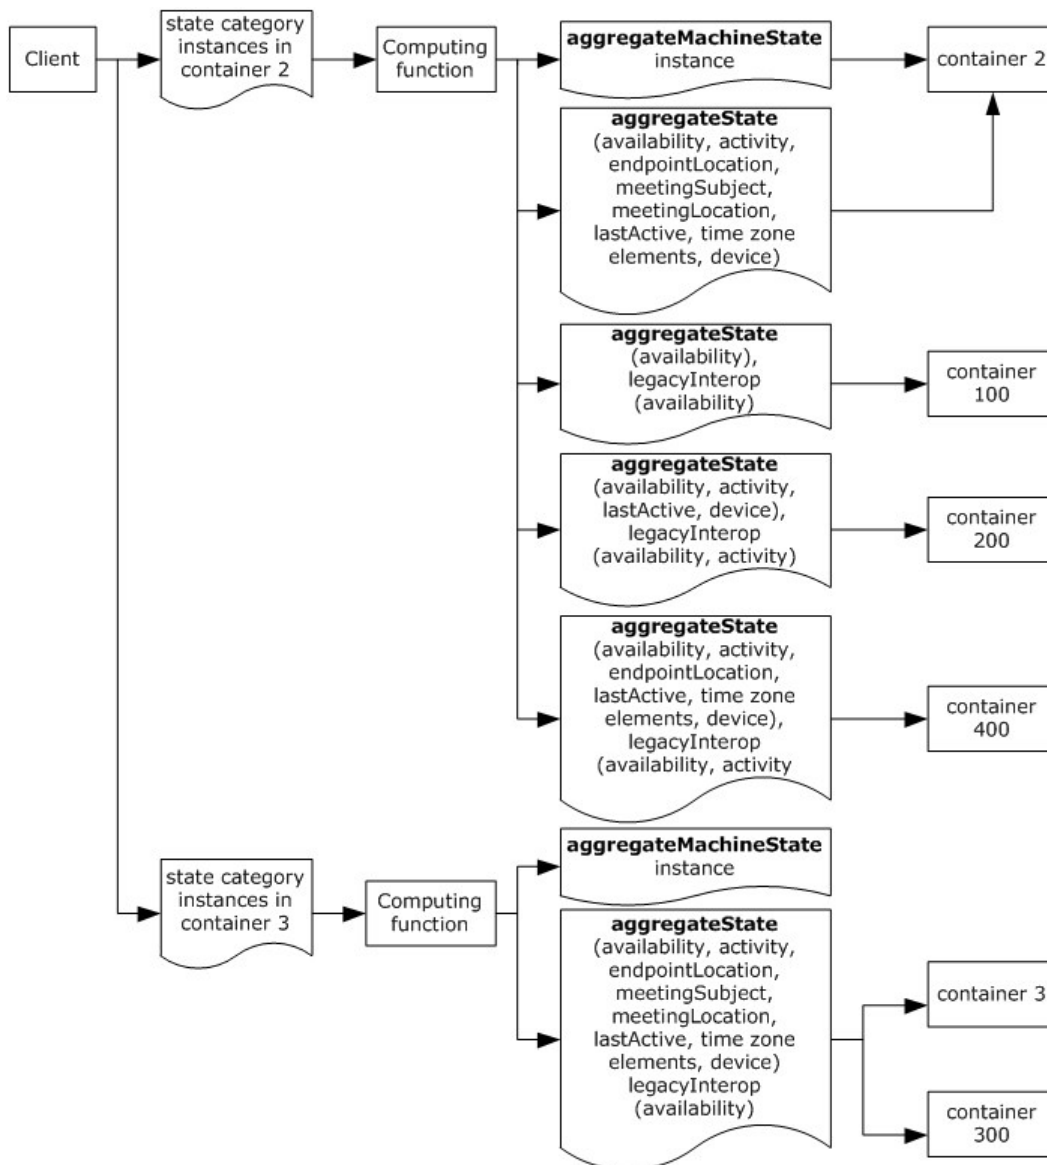 Client
state category
instances in
container 2
Computing
function
aggregateMachineState
instance
container 2
aggregateState
(availability, activity,
endpointLocation,
meetingSubject,
meetingLocation,
lastActive, time zone
elements, device)
aggregateState
(availability),
legacyInterop
(availability)
container
100
aggregateState
(availability, activity,
lastActive, device),
legacyInterop
(availability, activity)
container
200
aggregateState
(availability, activity,
endpointLocation,
lastActive, time zone
elements, device),
legacyInterop
(availability, activity
container
400
state category
instances in
container 3
Computing
function
aggregateMachineState
instance
aggregateState
(availability, activity,
endpointLocation,
meetingSubject,
meetingLocation,
lastActive, time zone
elements, device)
legacyInterop
(availability)
container 3
container
300